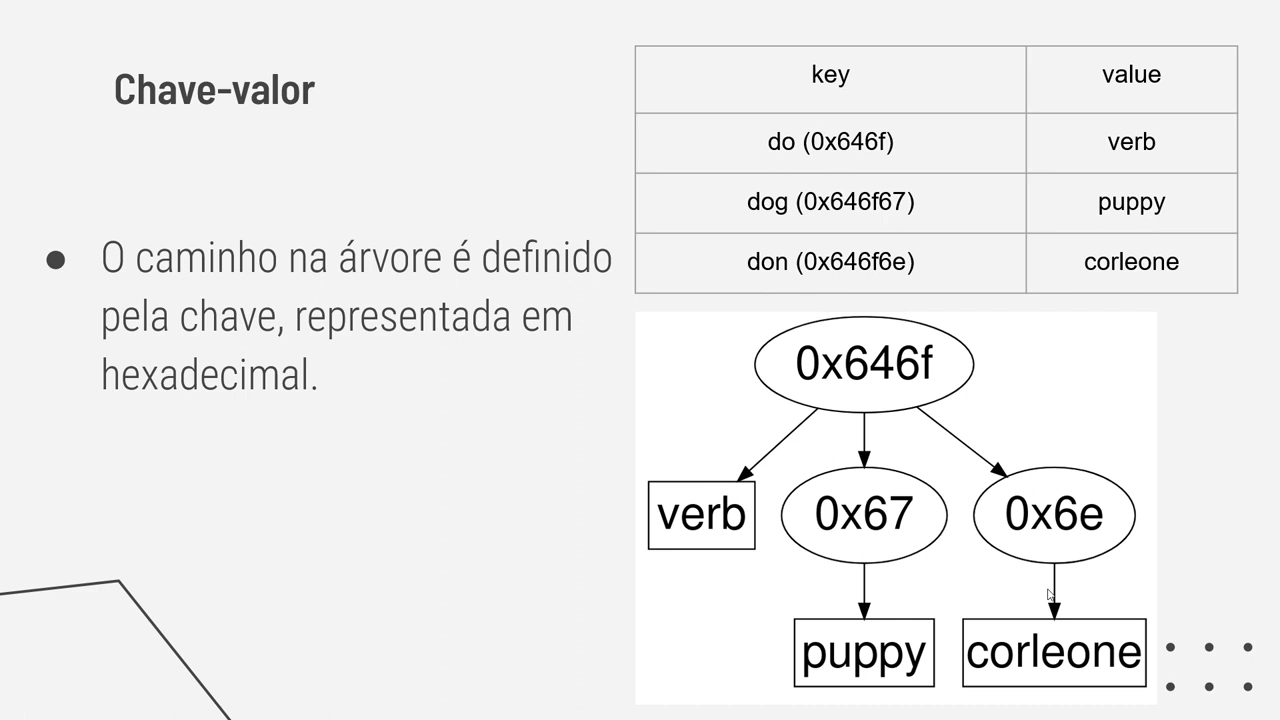 Chave-valor
● O caminho na árvore é definido
pela chave, representada em
hexadecimal.
key value
do (0x646f) verb
dog (0x646f67) puppy
don (0x646f6e) corleone
0x646f
verb 0x67 0x6e
puppy corleone